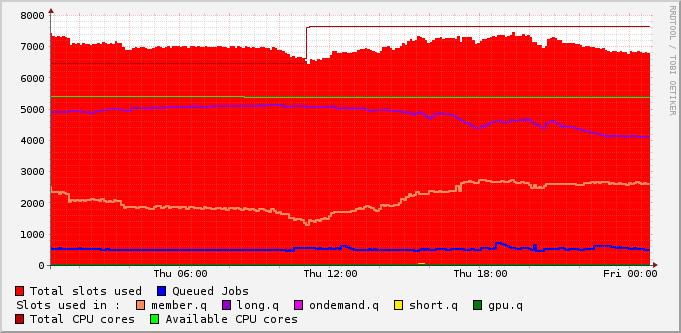 8000
7000
6000
5000
4000
3000
2000
1000
0
Thu 06:00 Thu 12:00 Thu 18:00 Fri 00:00
Total slots used Queued Jobs
Slots used in : member.q long.q ondemand.q short.q gpu.q
Total CPU cores Available CPU cores
RRDTOOL / TOBI OETIKER